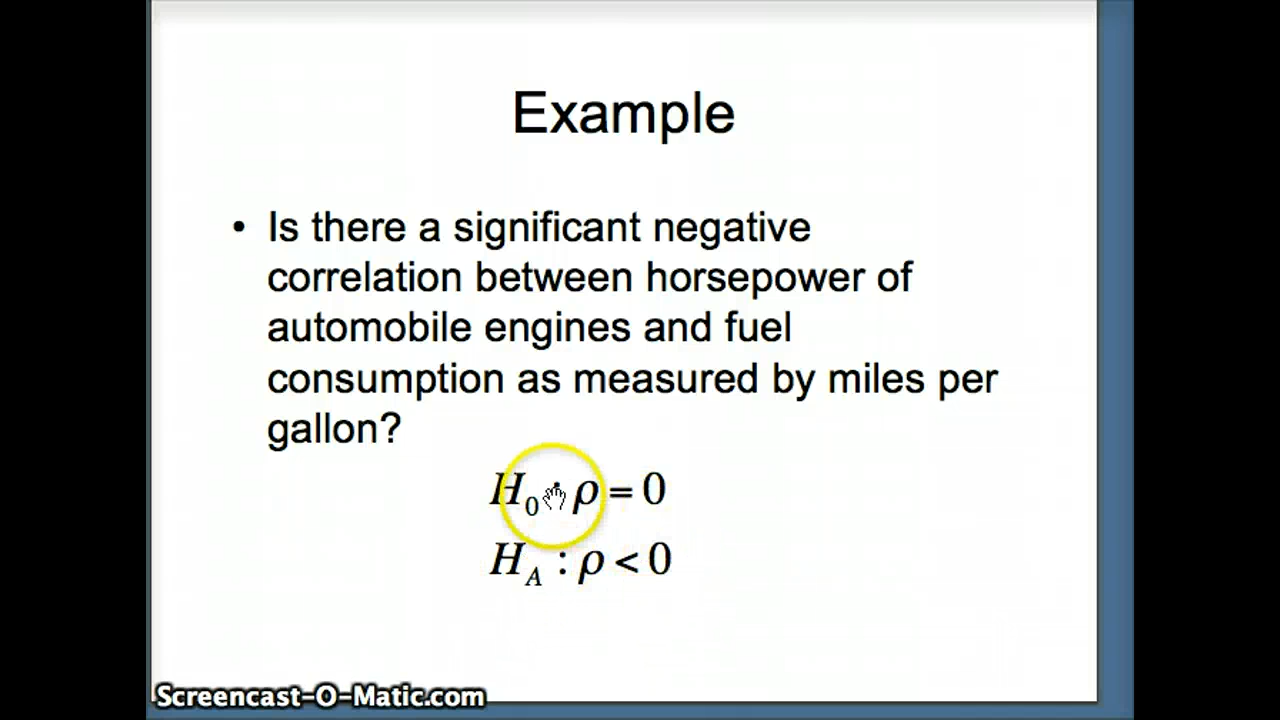 Example
• Is there a significant negative
correlation between horsepower of
automobile engines and fuel
consumption as measured by miles per
gallon?
H₀ : ρ = 0
H_A : ρ < 0
Screencast-O-Matic.com